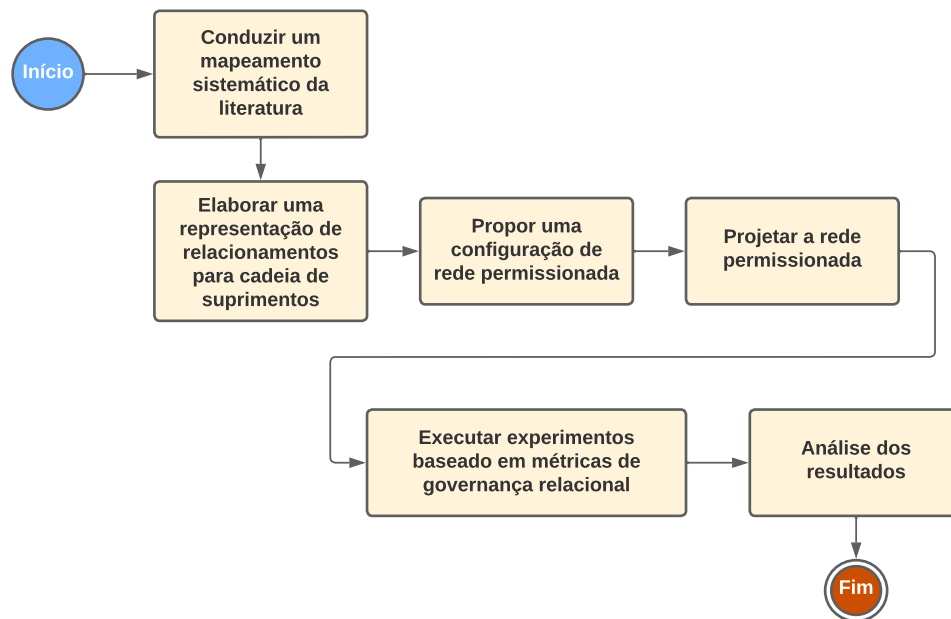 Início
Conduzir um
mapeamento
sistemático da
literatura
Elaborar uma
representação de
relacionamentos
para cadeia de
suprimentos
Propor uma
configuração de
rede permissionada
Projetar a rede
permissionada
Executar experimentos
baseado em métricas de
governança relacional
Análise dos
resultados
Fim